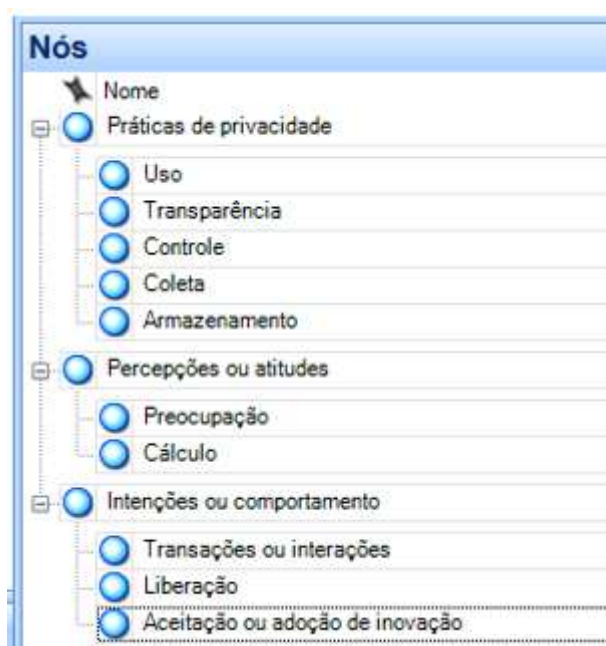 Nós
Nome
Práticas de privacidade
Uso
Transparência
Controle
Coleta
Armazenamento
Percepções ou atitudes
Preocupação
Cálculo
Intenções ou comportamento
Transações ou interações
Liberação
Aceitação ou adoção de inovação